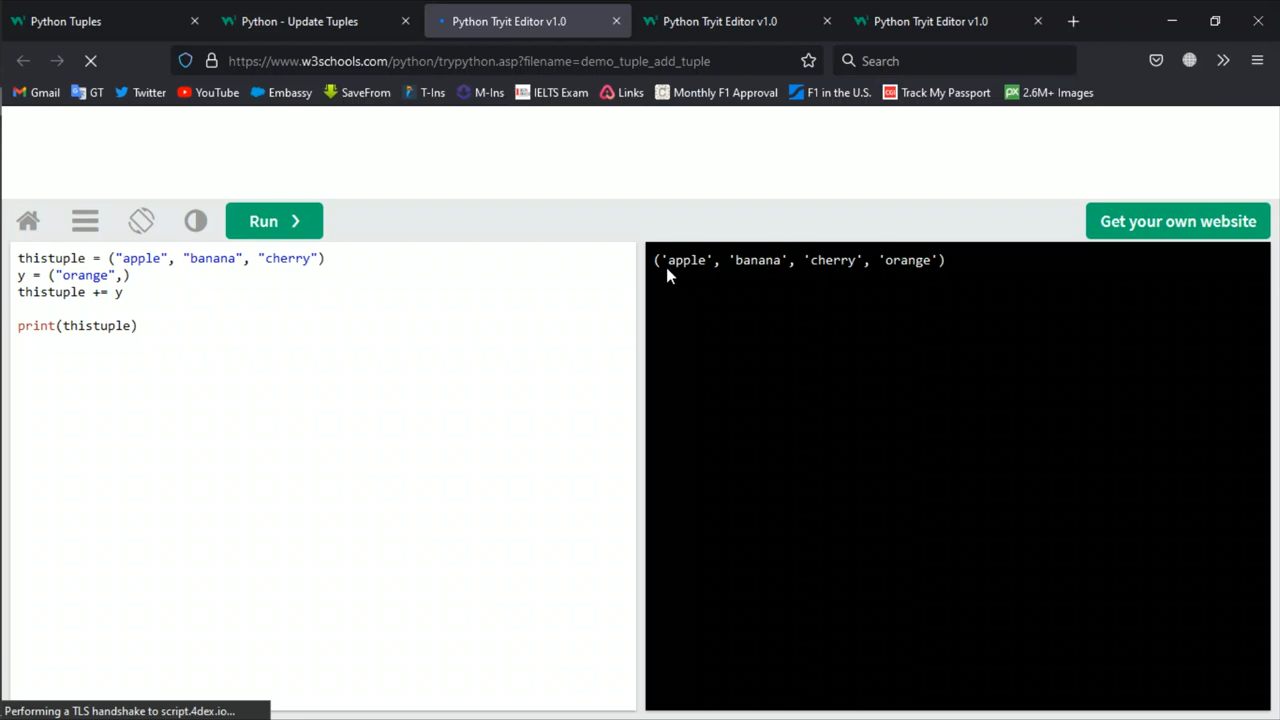 Python Tuples
Python - Update Tuples
Python Tryit Editor v1.0
Python Tryit Editor v1.0
Python Tryit Editor v1.0
https://www.w3schools.com/python/trypython.asp?filename=demo_tuple_add_tuple
Search
Gmail GT Twitter YouTube Embassy SaveFrom T-Ins M-Ins IELTS Exam Links Monthly F1 Approval F1 in the U.S. CGI Track My Passport px 2.6M+ Images
Run ❯
Get your own website
thistuple = ("apple", "banana", "cherry")
y = ("orange",)
thistuple += y
print(thistuple)
('apple', 'banana', 'cherry', 'orange')
Performing a TLS handshake to script.4dex.io...